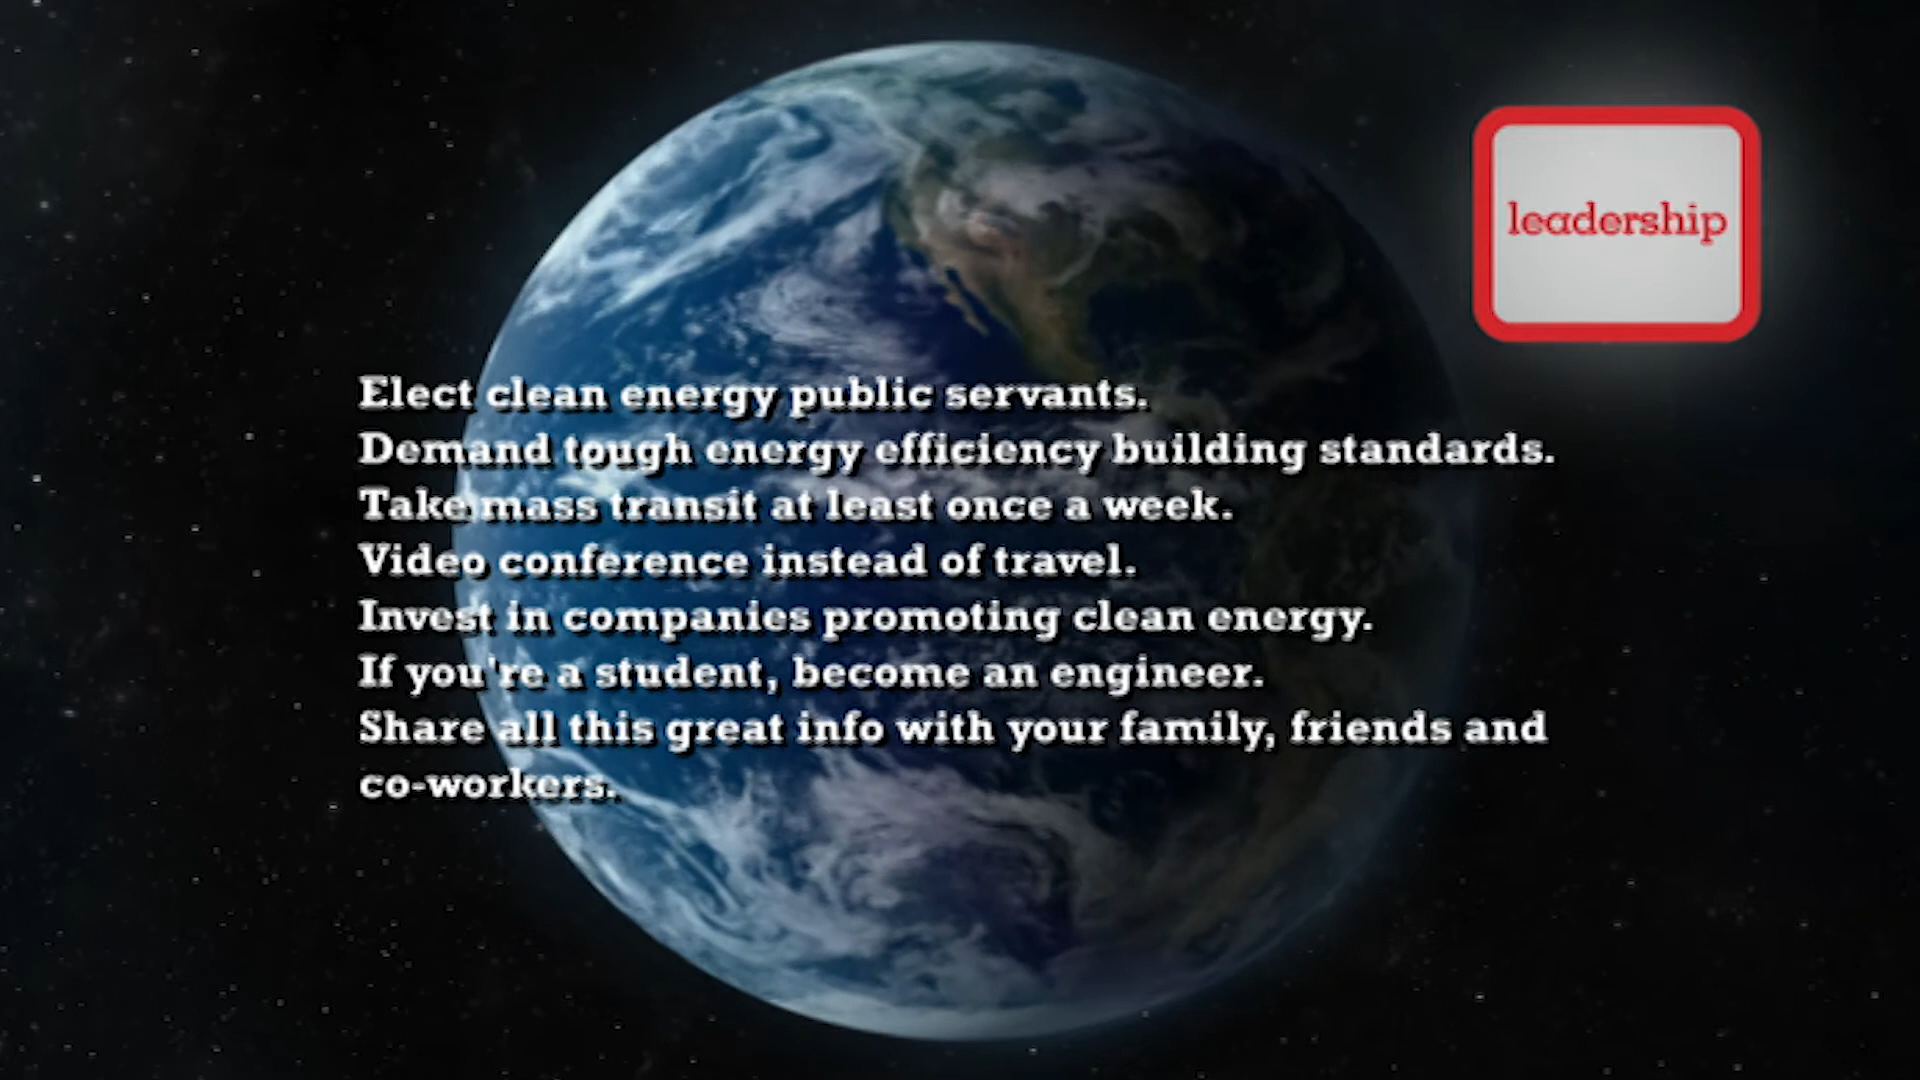 leadership
Elect clean energy public servants.
Demand tough energy efficiency building standards.
Take mass transit at least once a week.
Video conference instead of travel.
Invest in companies promoting clean energy.
If you're a student, become an engineer.
Share all this great info with your family, friends and
co-workers.